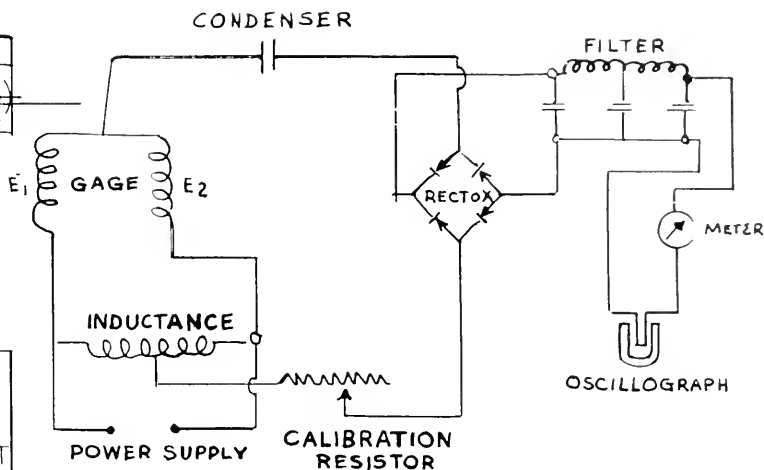 CONDENSER
FILTER
E1 GAGE E2
RECTOX
METER
INDUCTANCE
OSCILLOGRAPH
POWER SUPPLY
CALIBRATION
RESISTOR